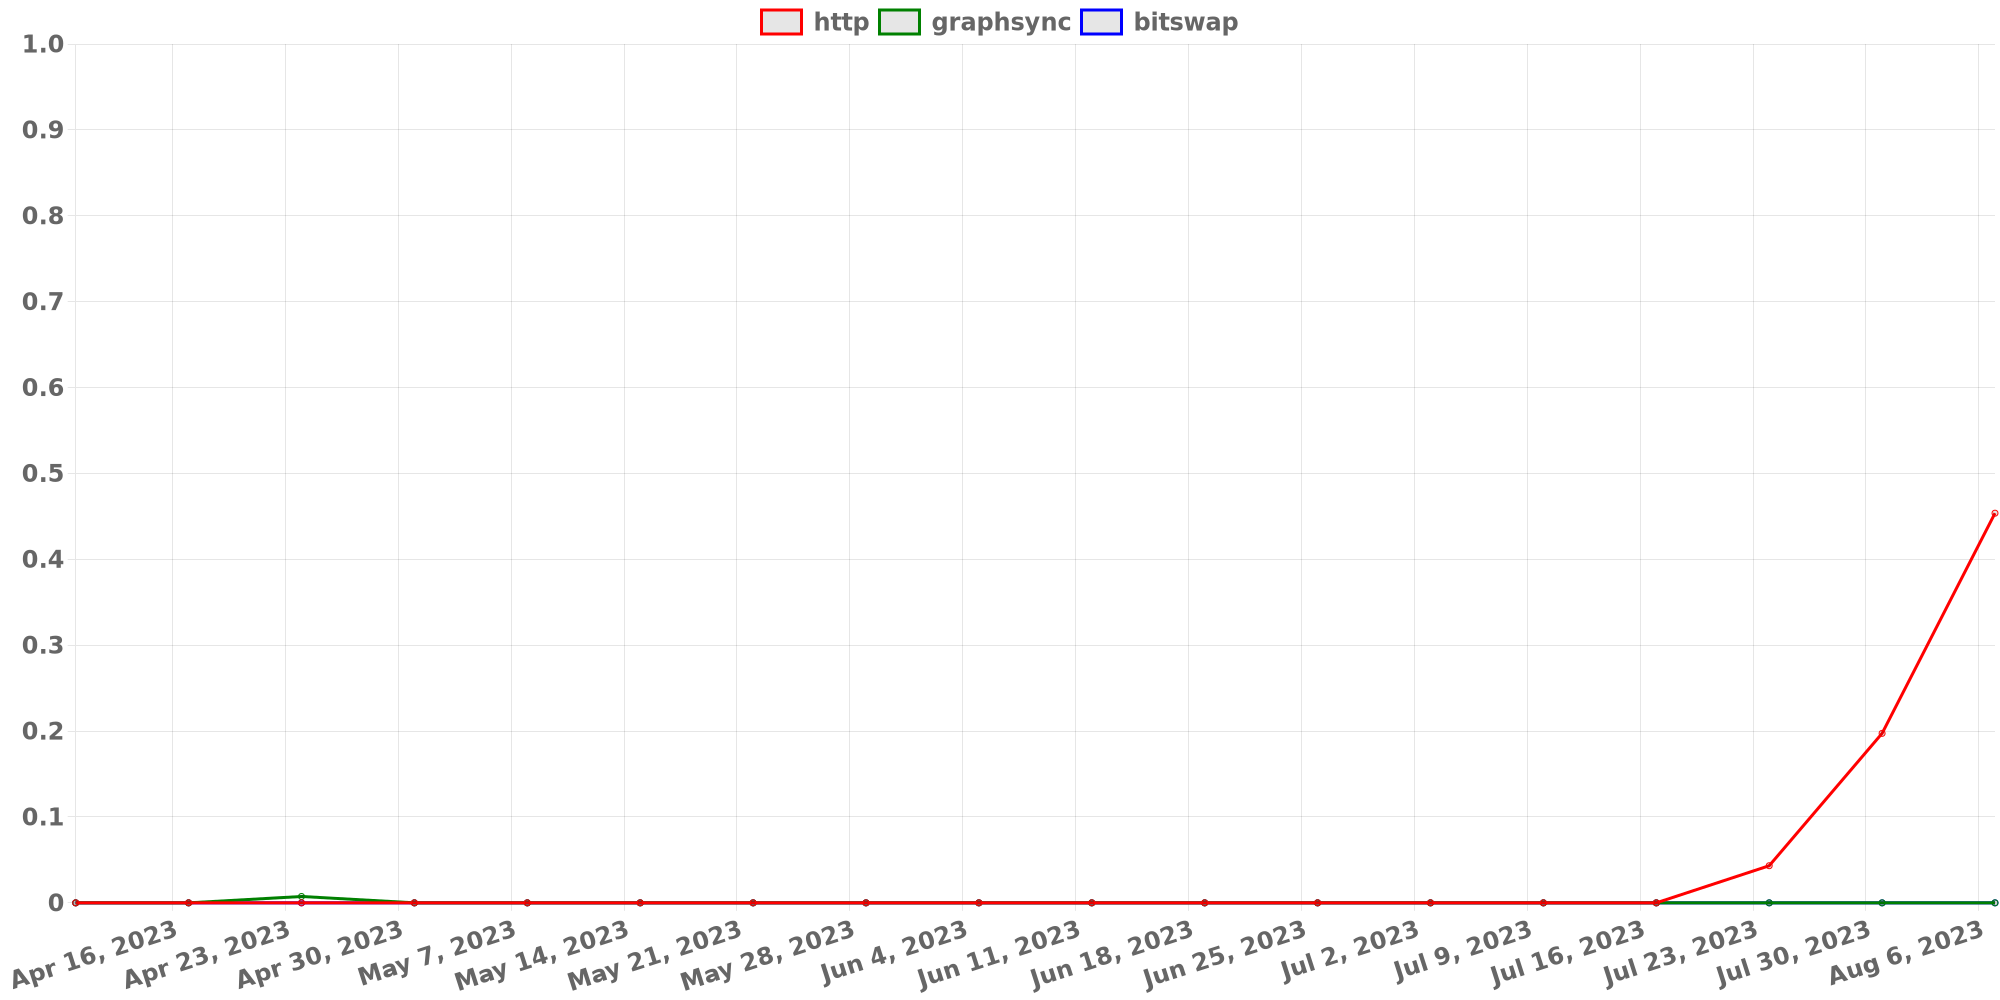 http graphsync bitswap
1.0
0.9
0.8
0.7
0.6
0.5
0.4
0.3
0.2
0.1
0
Apr 16, 2023
Apr 23, 2023
Apr 30, 2023
May 7, 2023
May 14, 2023
May 21, 2023
May 28, 2023
Jun 4, 2023
Jun 11, 2023
Jun 18, 2023
Jun 25, 2023
Jul 2, 2023
Jul 9, 2023
Jul 16, 2023
Jul 23, 2023
Jul 30, 2023
Aug 6, 2023